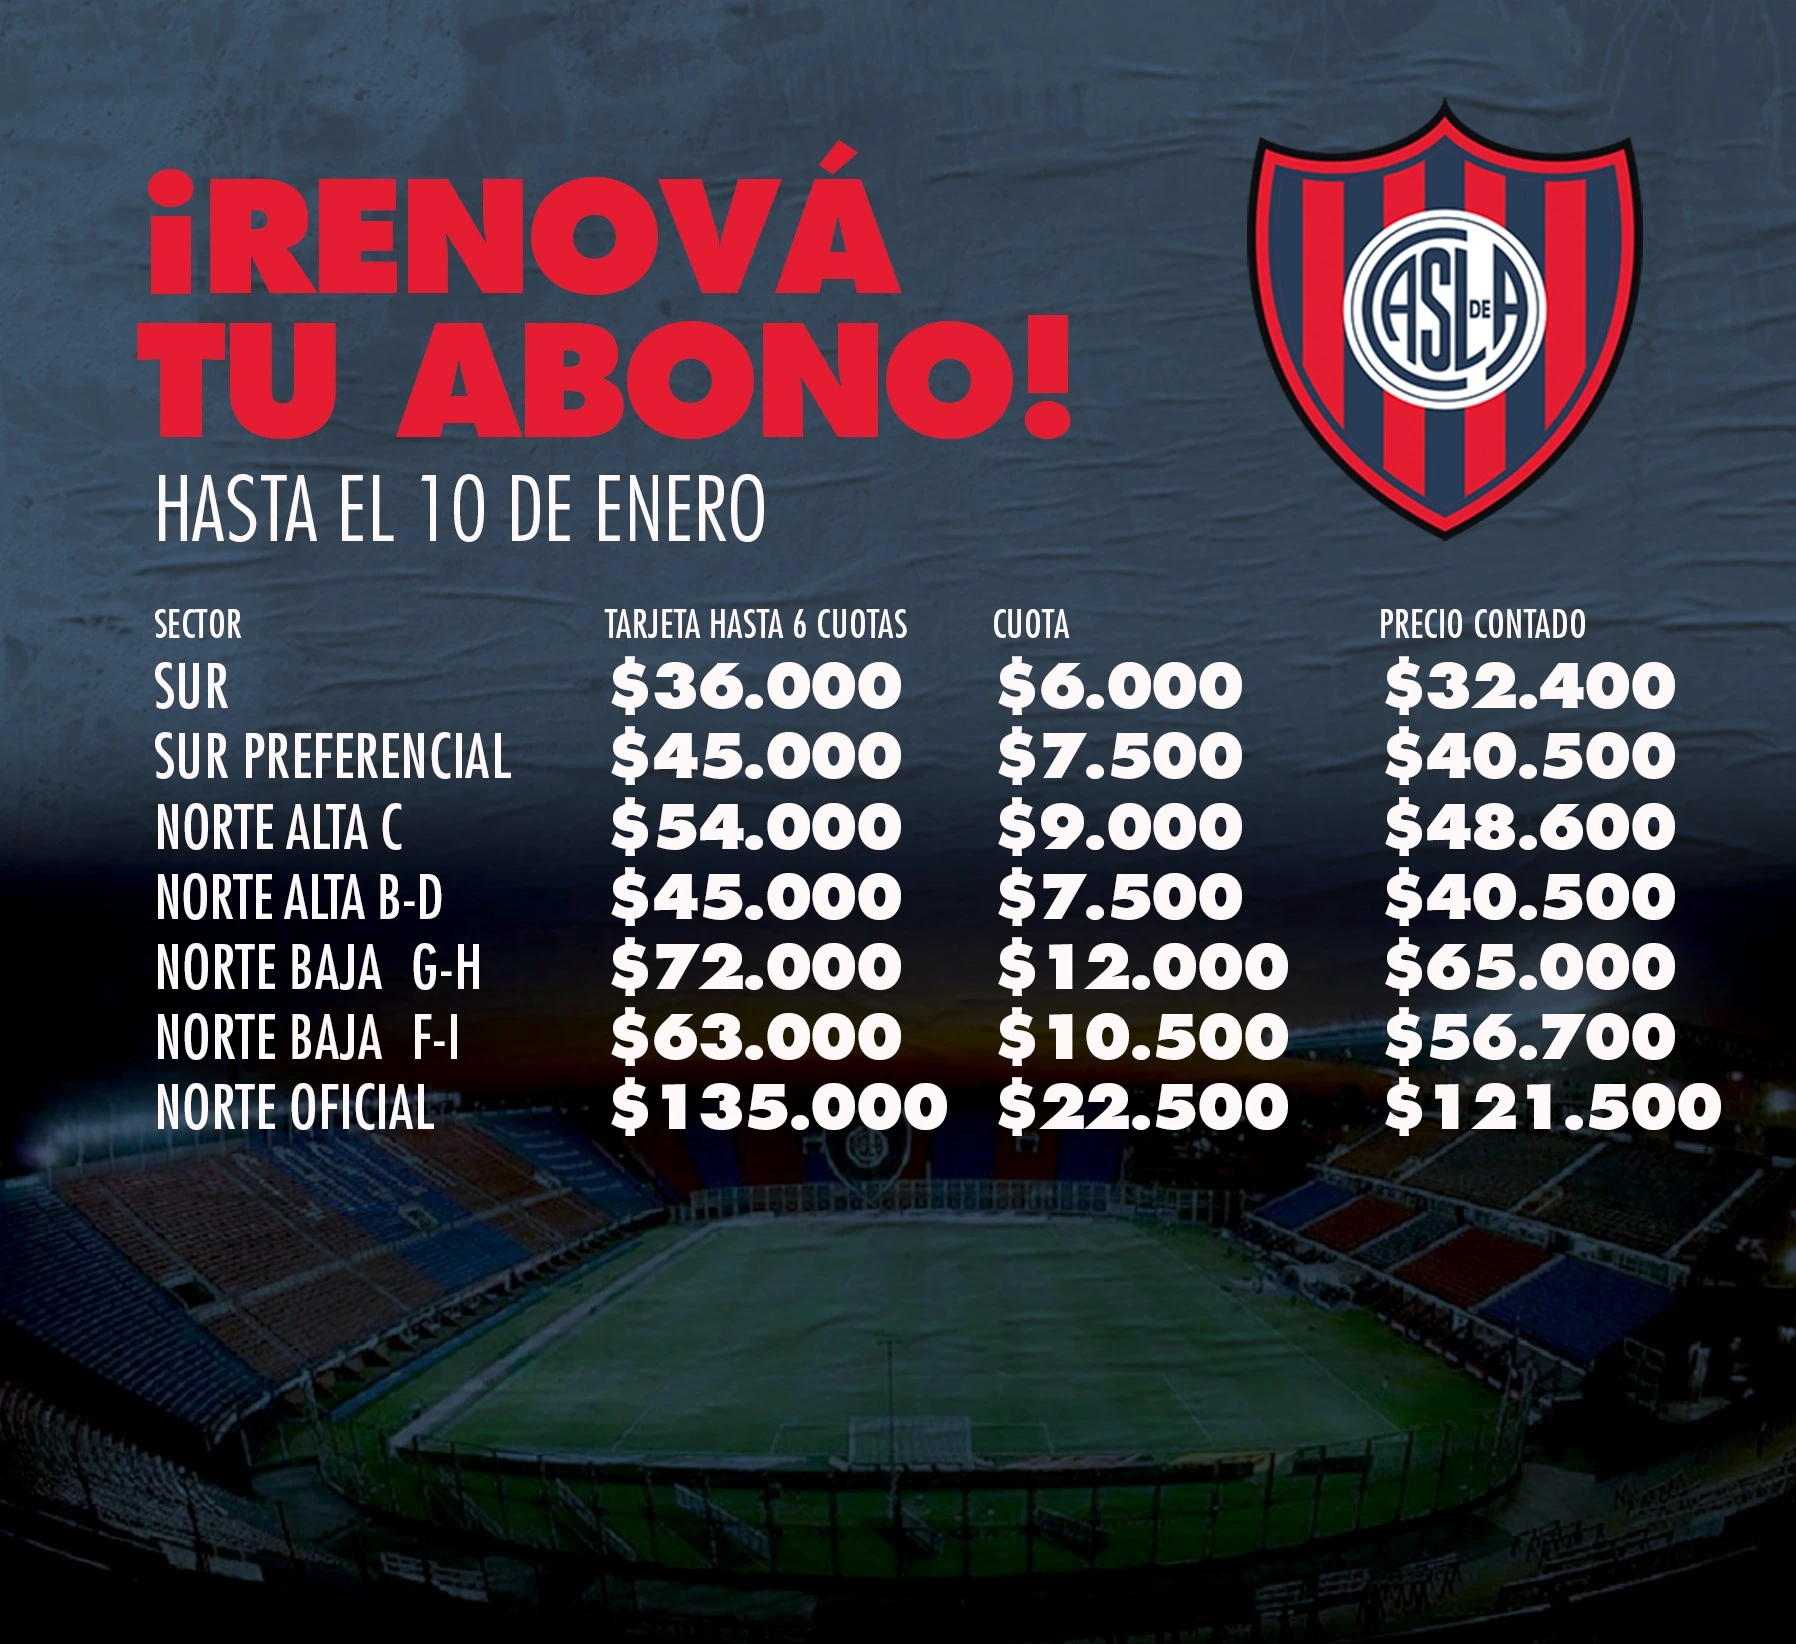 ¡RENOVÁ
TU ABONO!
HASTA EL 10 DE ENERO
CASLDEA
SECTOR TARJETA HASTA 6 CUOTAS CUOTA PRECIO CONTADO
SUR $36.000 $6.000 $32.400
SUR PREFERENCIAL $45.000 $7.500 $40.500
NORTE ALTA C $54.000 $9.000 $48.600
NORTE ALTA B-D $45.000 $7.500 $40.500
NORTE BAJA G-H $72.000 $12.000 $65.000
NORTE BAJA F-I $63.000 $10.500 $56.700
NORTE OFICIAL $135.000 $22.500 $121.500